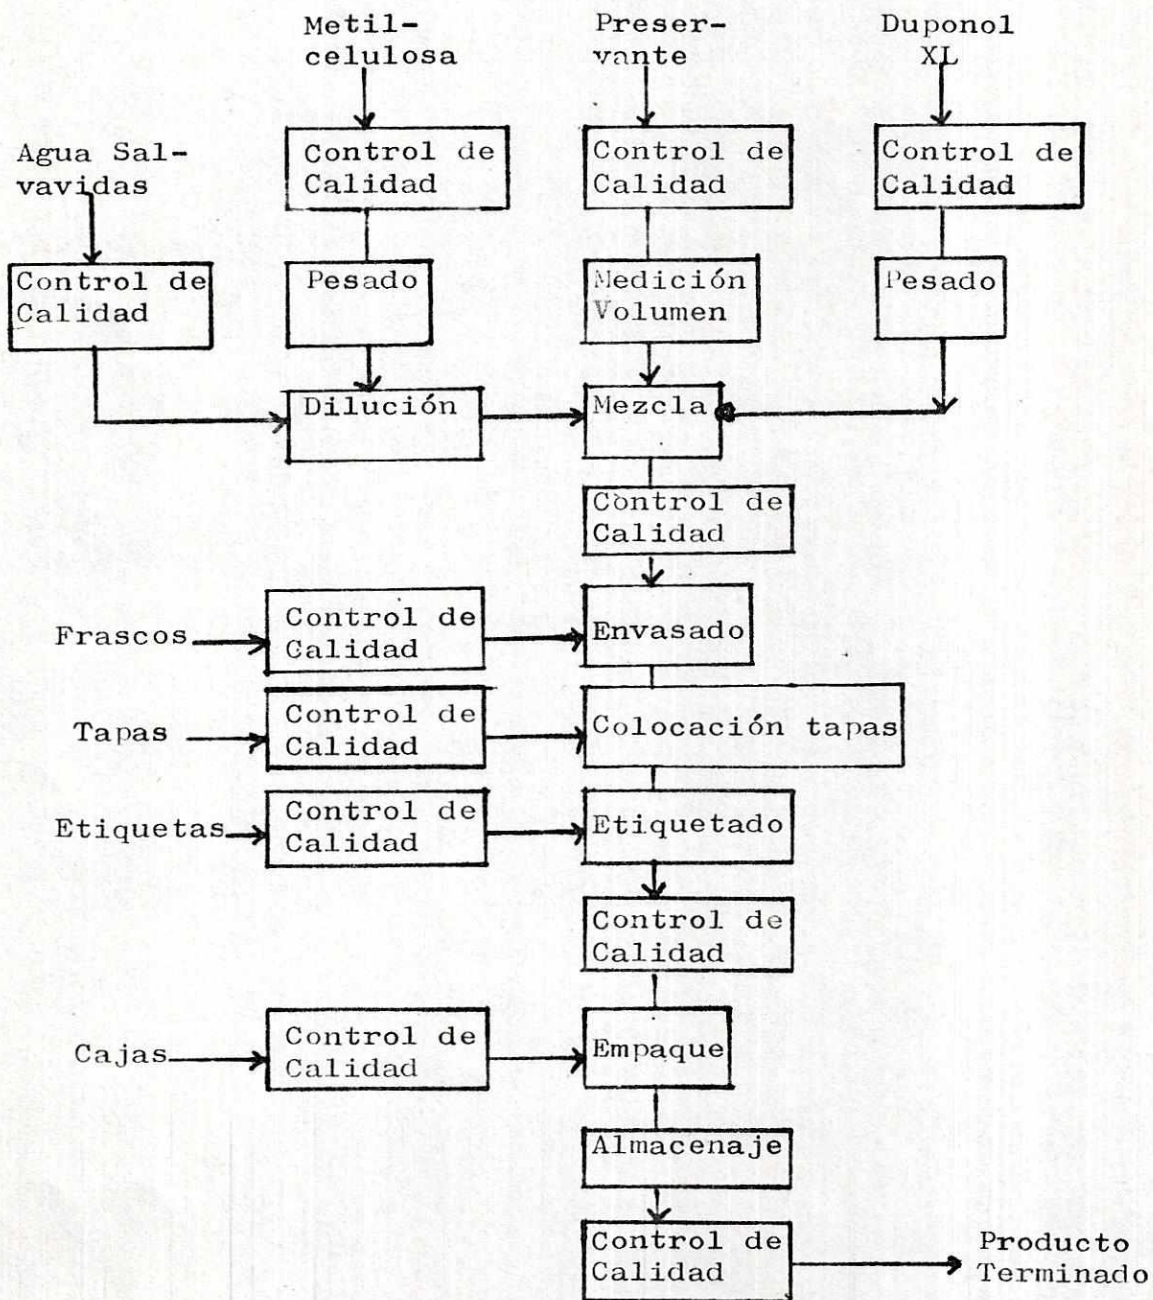 Metil-
celulosa
Preser-
vante
Duponol
XL
Agua Sal-
vavidas
Control de
Calidad
Control de
Calidad
Control de
Calidad
Control de
Calidad
Pesado
Medición
Volumen
Pesado
Dilución
Mezcla
Control de
Calidad
Frascos
Control de
Calidad
Envasado
Tapas
Control de
Calidad
Colocación tapas
Etiquetas
Control de
Calidad
Etiquetado
Control de
Calidad
Cajas
Control de
Calidad
Empaque
Almacenaje
Control de
Calidad
Producto
Terminado